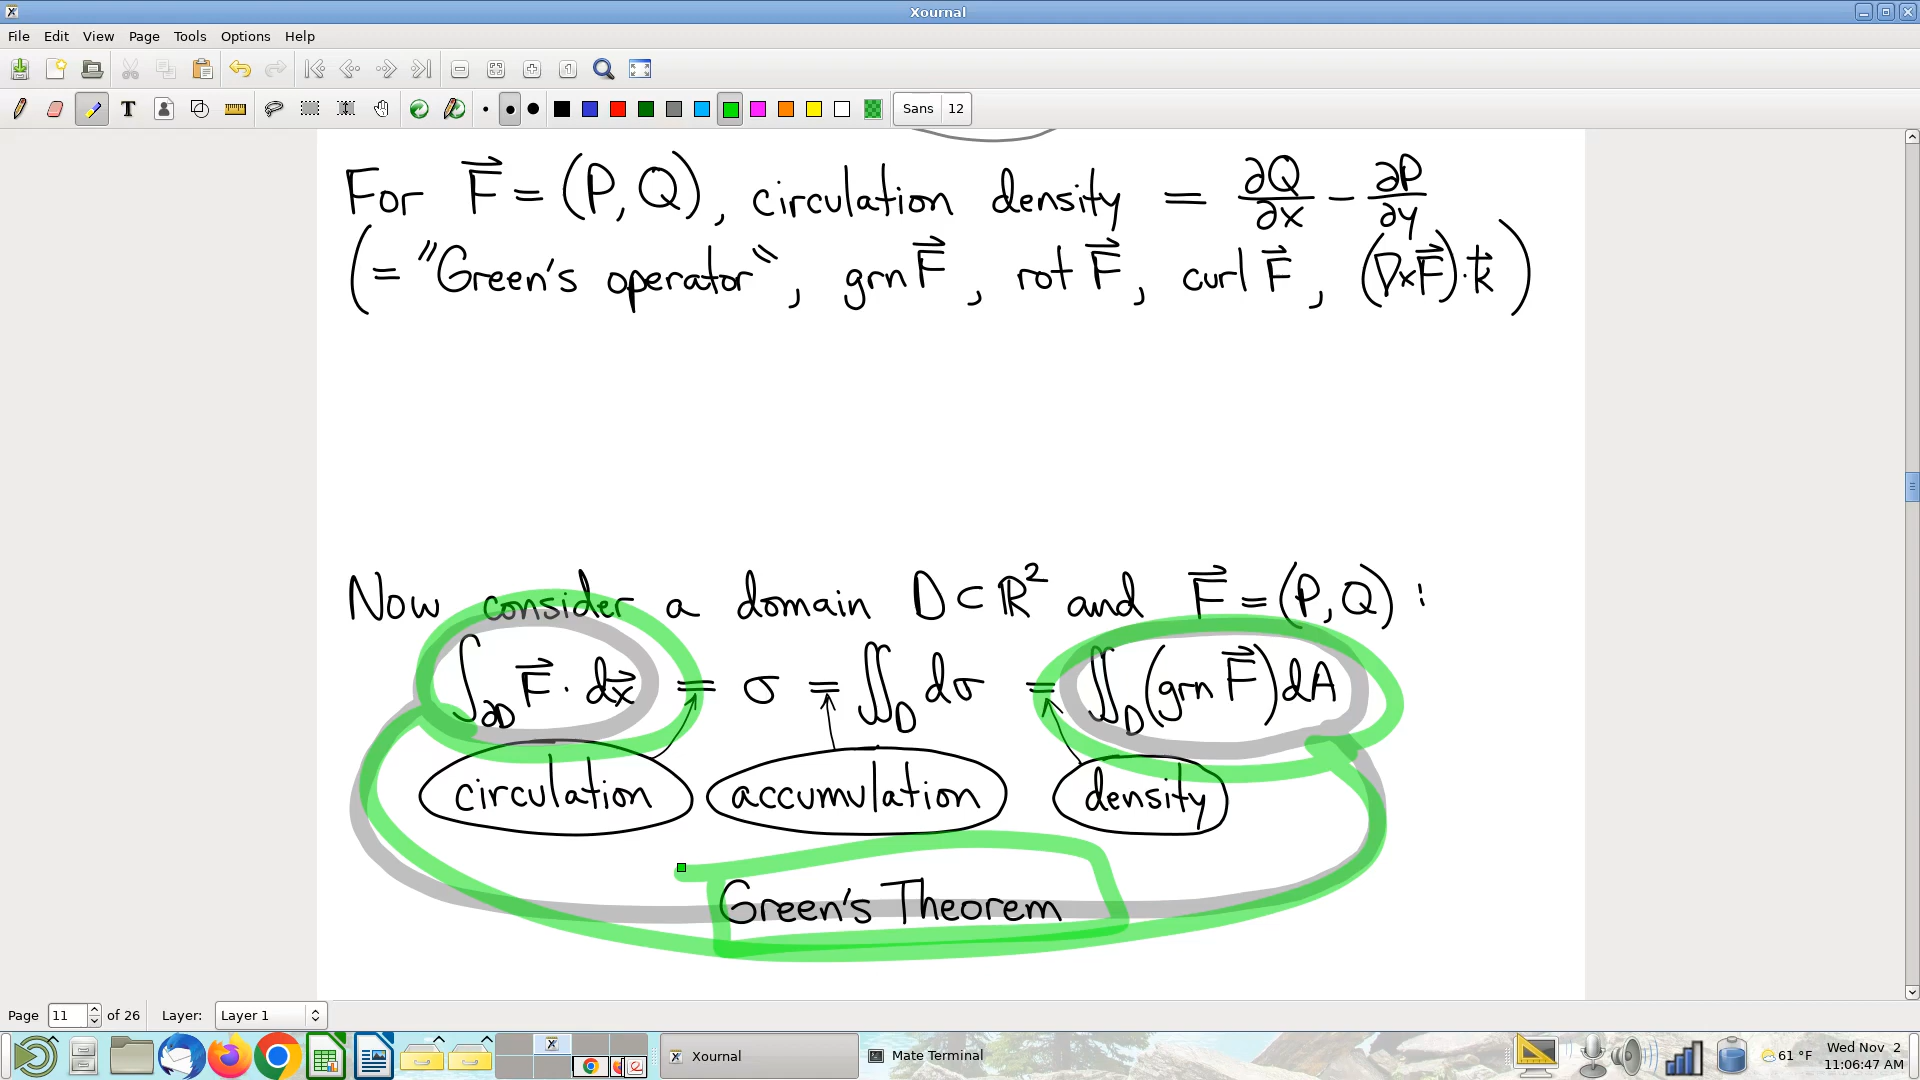 Xournal
File Edit View Page Tools Options Help
T Sans 12
For F⃗ = (P, Q), circulation density = ∂Q/∂x − ∂P/∂y
(= "Green's operator", grn F⃗, rot F⃗, curl F⃗, (∇×F⃗)·k⃗)
Now consider a domain D ⊂ ℝ² and F⃗ = (P, Q) :
∫_∂D F⃗ · dx⃗ = σ = ∬_D dσ = ∬_D (grn F⃗) dA
circulation accumulation density
Green's Theorem
Page 11 of 26 Layer: Layer 1
Xournal Mate Terminal 61 °F Wed Nov 2
11:06:47 AM